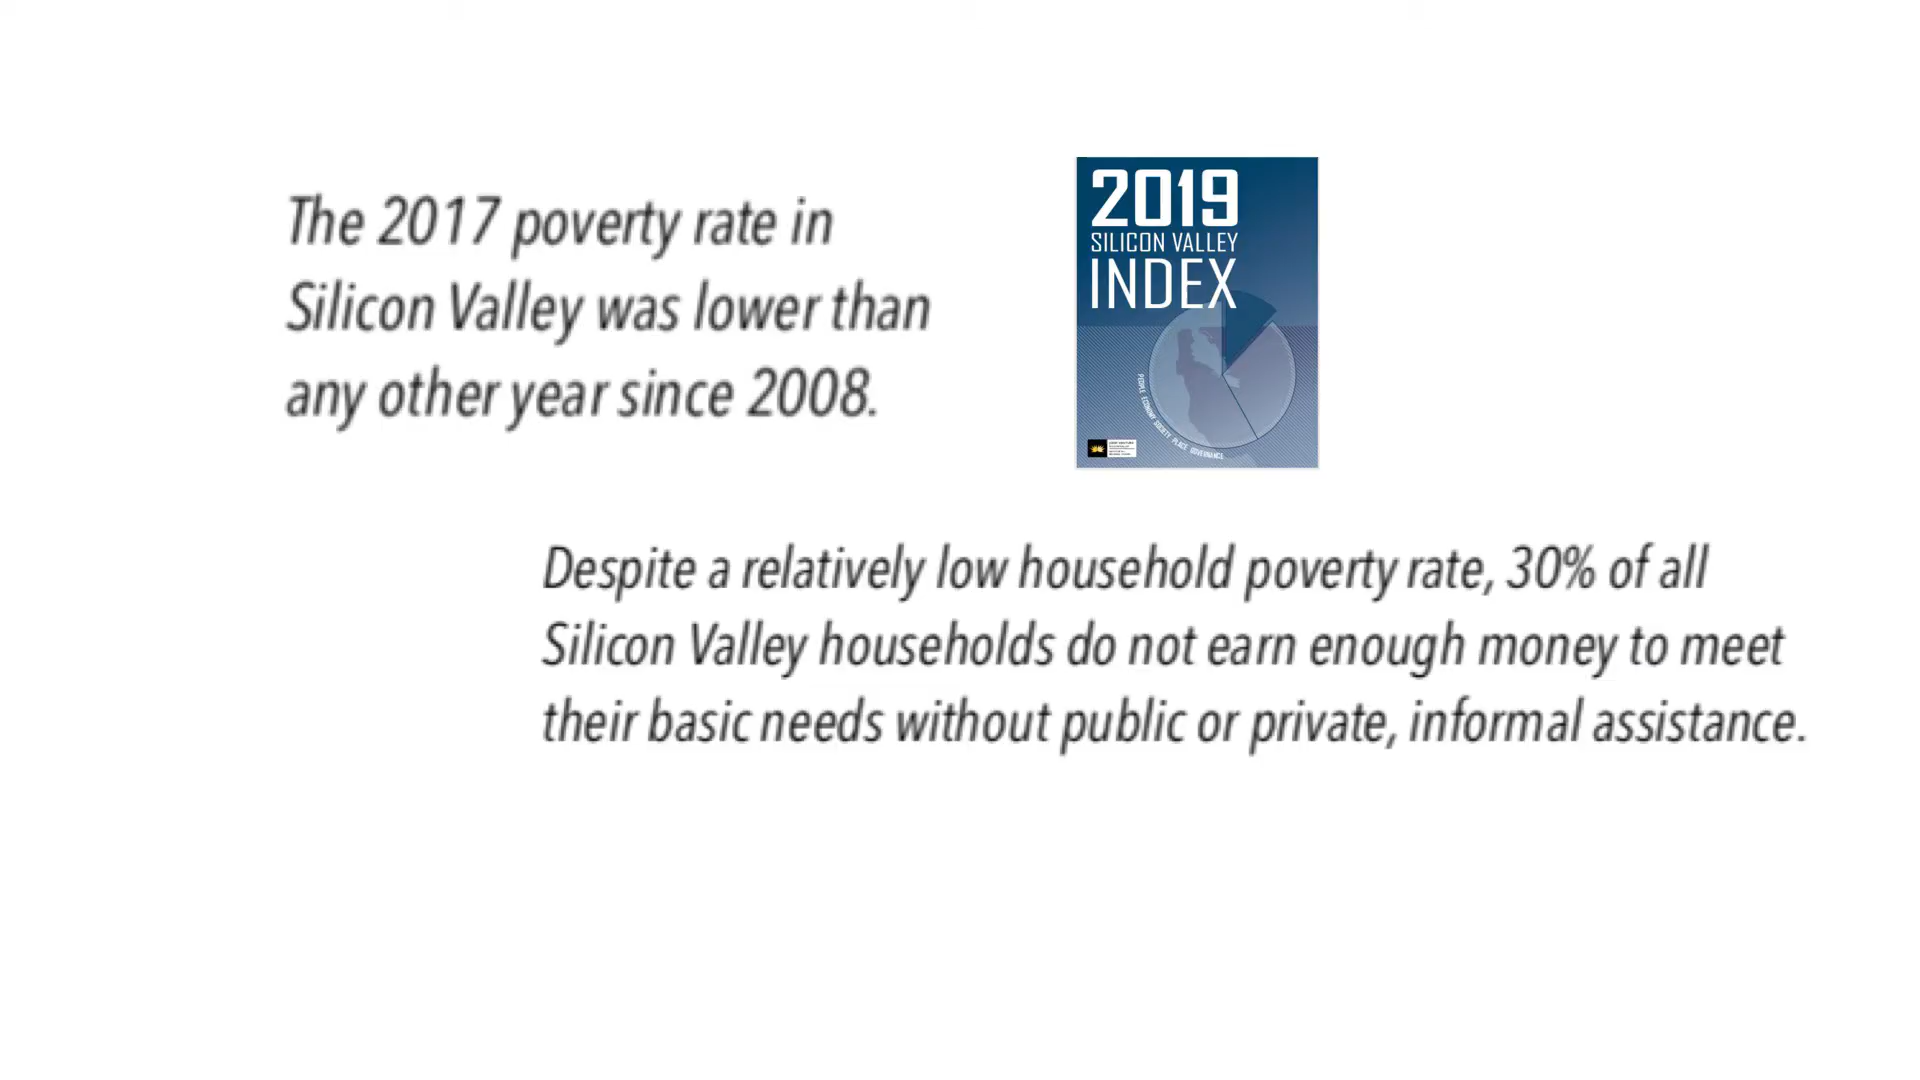 The 2017 poverty rate in
Silicon Valley was lower than
any other year since 2008.
2019
SILICON VALLEY
INDEX
PEOPLE ECONOMY SOCIETY PLACE GOVERNANCE
Despite a relatively low household poverty rate, 30% of all
Silicon Valley households do not earn enough money to meet
their basic needs without public or private, informal assistance.